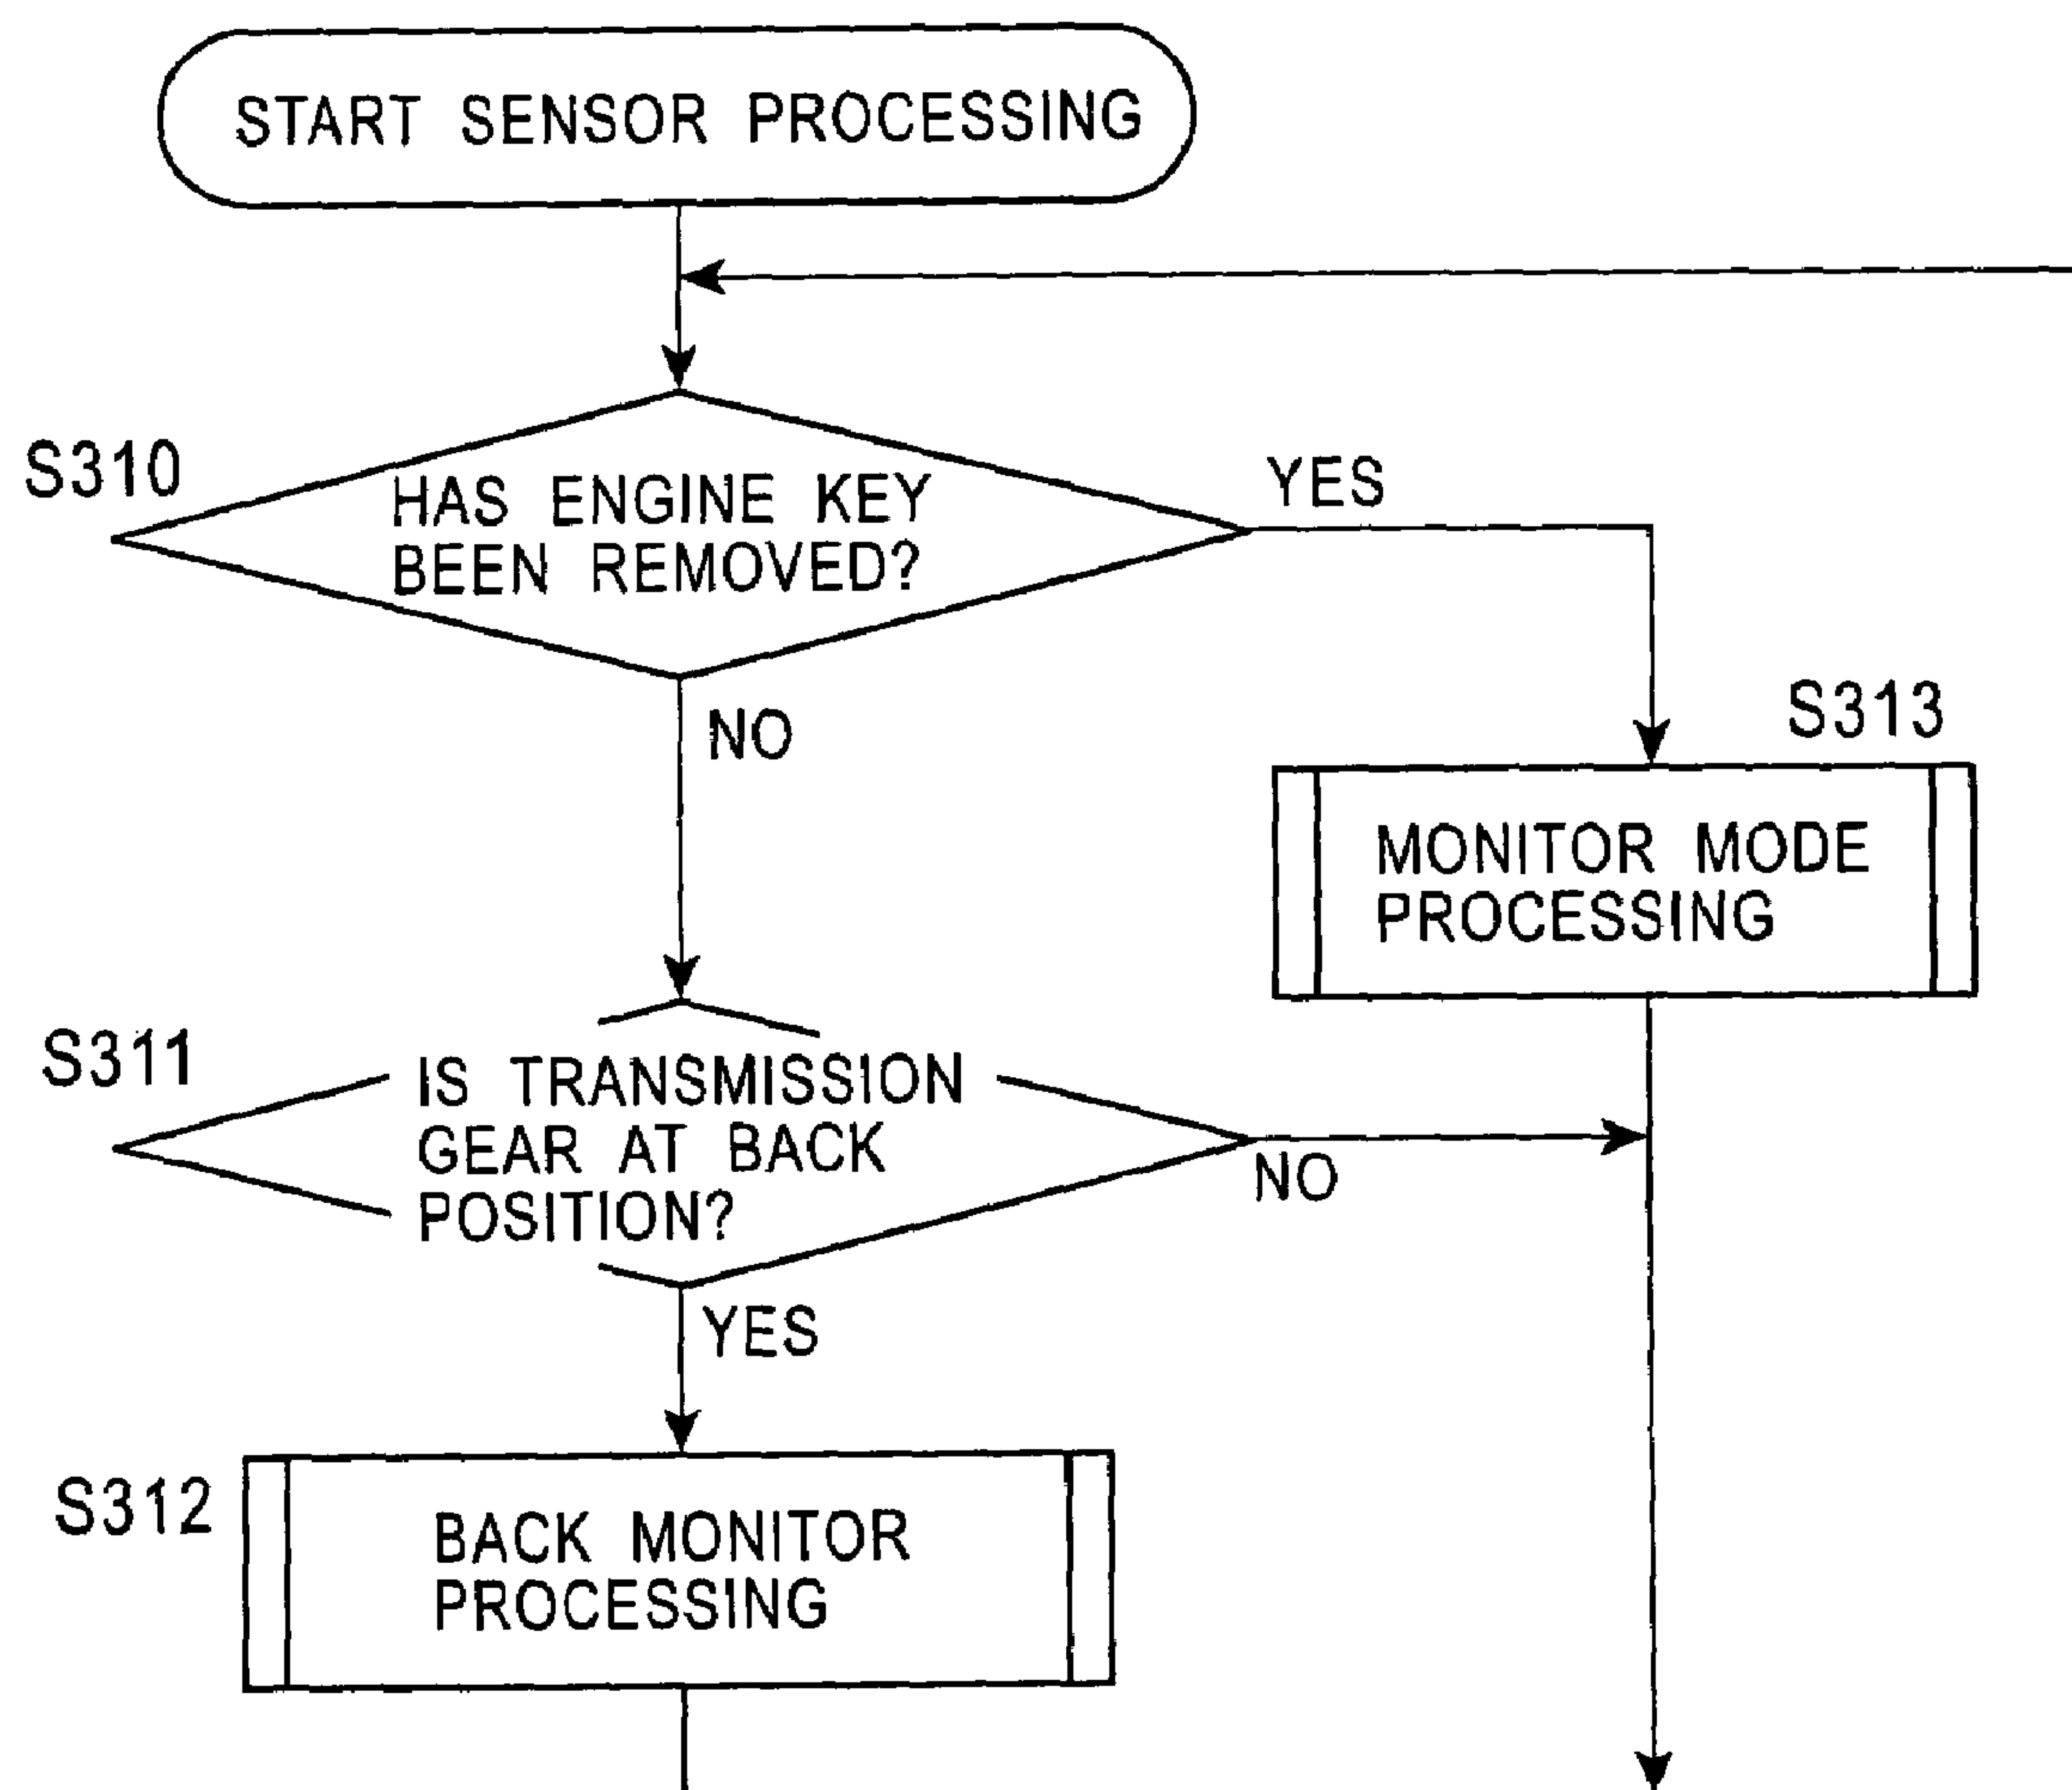 START SENSOR PROCESSING
S310
HAS ENGINE KEY
BEEN REMOVED?
YES
NO
S313
MONITOR MODE
PROCESSING
S311
IS TRANSMISSION
GEAR AT BACK
POSITION?
NO
YES
S312
BACK MONITOR
PROCESSING